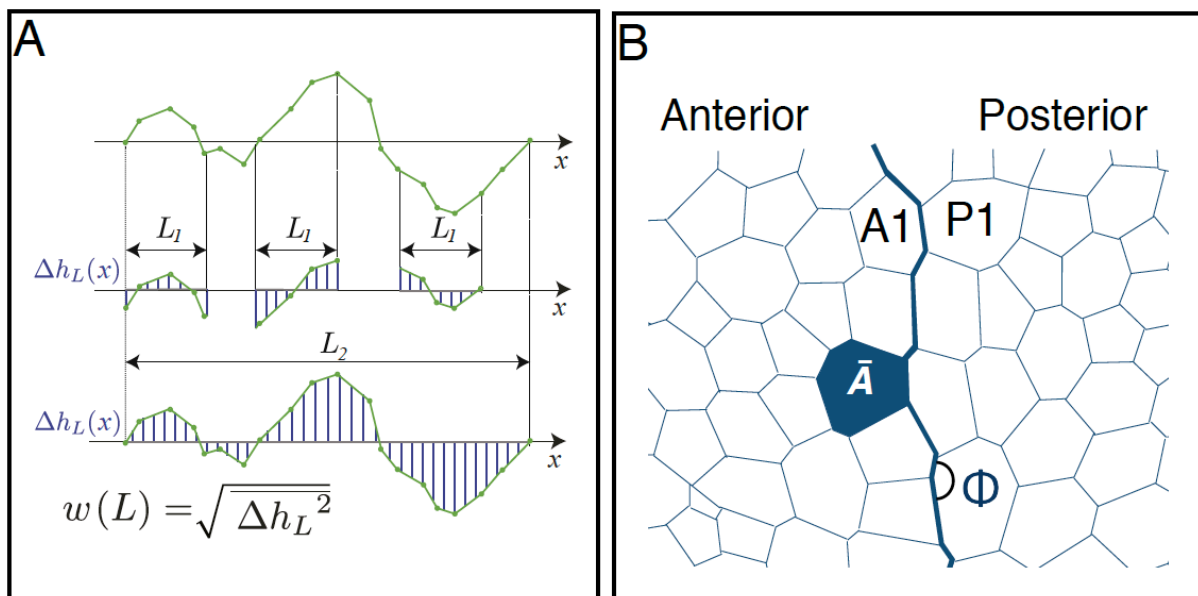 A
x
L₁ L₁ L₁
Δh_L(x)
x
L₂
Δh_L(x)
x
w(L) = √Δh_L²
B
Anterior Posterior
A1 P1
Ā
Φ